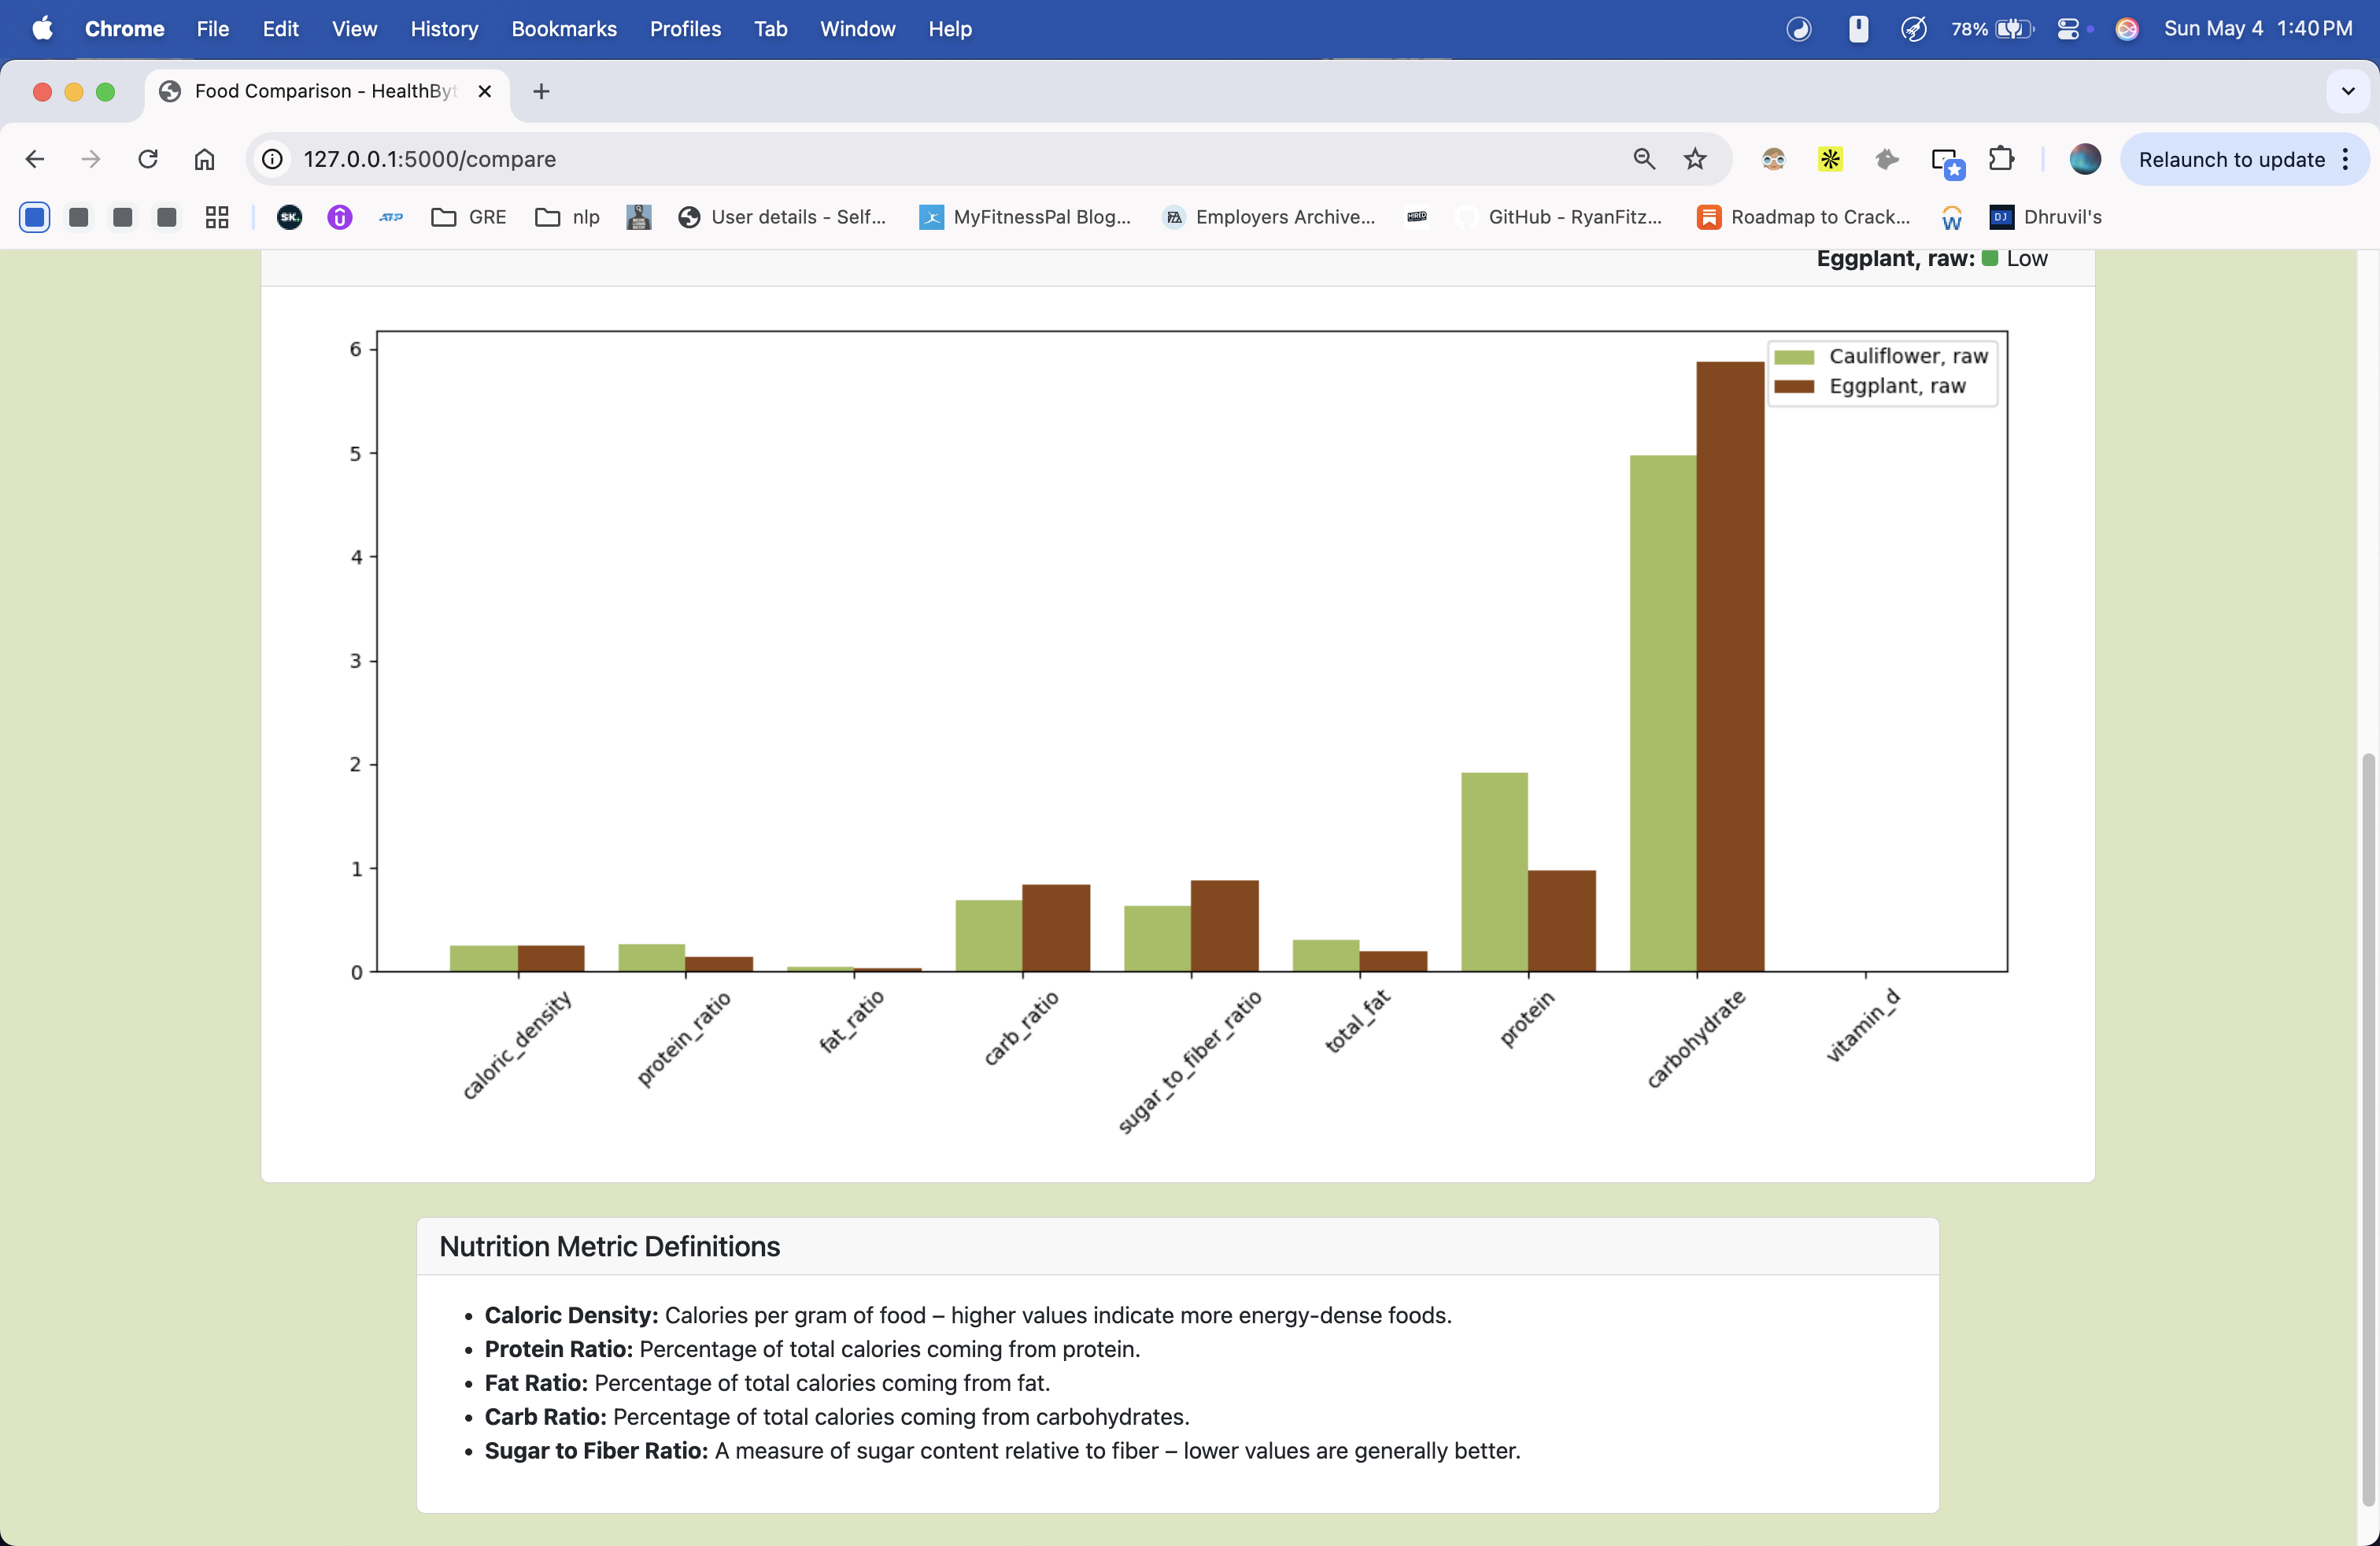 Chrome File Edit View History Bookmarks Profiles Tab Window Help 78% Sun May 4 1:40 PM
Food Comparison - HealthByt
127.0.0.1:5000/compare Relaunch to update
SK. ATP GRE nlp User details - Self... MyFitnessPal Blog... FA Employers Archive... HIRED GitHub - RyanFitz... Roadmap to Crack... W DJ Dhruvil's
Eggplant, raw: Low
Cauliflower, raw
Eggplant, raw
6
5
4
3
2
1
0
caloric_density protein_ratio fat_ratio carb_ratio sugar_to_fiber_ratio total_fat protein carbohydrate vitamin_d
Nutrition Metric Definitions
• Caloric Density: Calories per gram of food – higher values indicate more energy-dense foods.
• Protein Ratio: Percentage of total calories coming from protein.
• Fat Ratio: Percentage of total calories coming from fat.
• Carb Ratio: Percentage of total calories coming from carbohydrates.
• Sugar to Fiber Ratio: A measure of sugar content relative to fiber – lower values are generally better.